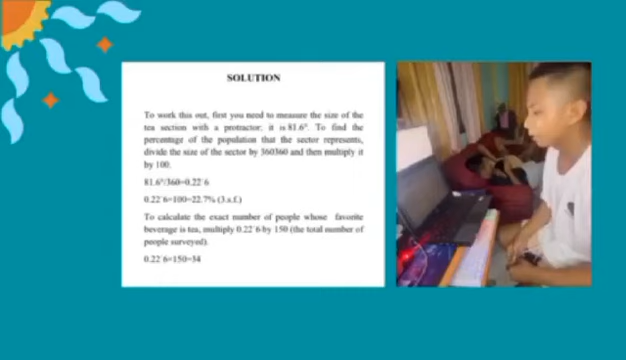 SOLUTION
To work this out, first you need to measure the size of the
tea section with a protractor; it is 81.6°. To find the
percentage of the population that the sector represents,
divide the size of the sector by 360360 and then multiply it
by 100.
81.6°/360=0.22˙6
0.22˙6×100=22.7% (3.s.f.)
To calculate the exact number of people whose favorite
beverage is tea, multiply 0.22˙6 by 150 (the total number of
people surveyed).
0.22˙6×150=34